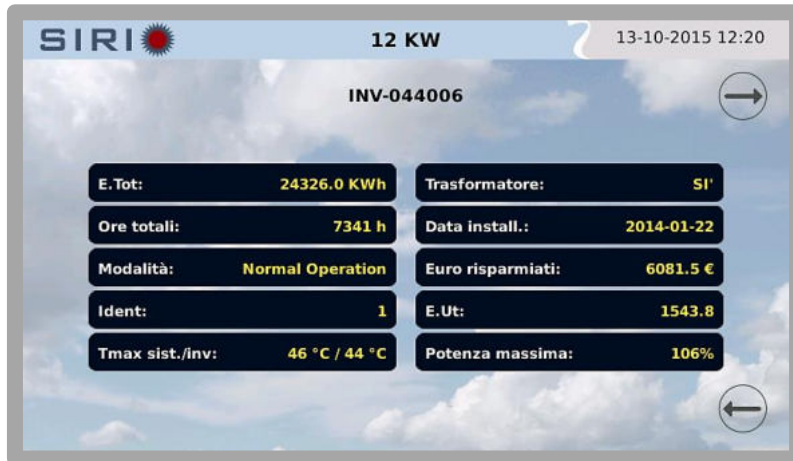 SIRIO 12 KW 13-10-2015 12:20
INV-044006
E.Tot: 24326.0 KWh Trasformatore: SI'
Ore totali: 7341 h Data install.: 2014-01-22
Modalità: Normal Operation Euro risparmiati: 6081.5 €
Ident: 1 E.Ut: 1543.8
Tmax sist./inv: 46 °C / 44 °C Potenza massima: 106%